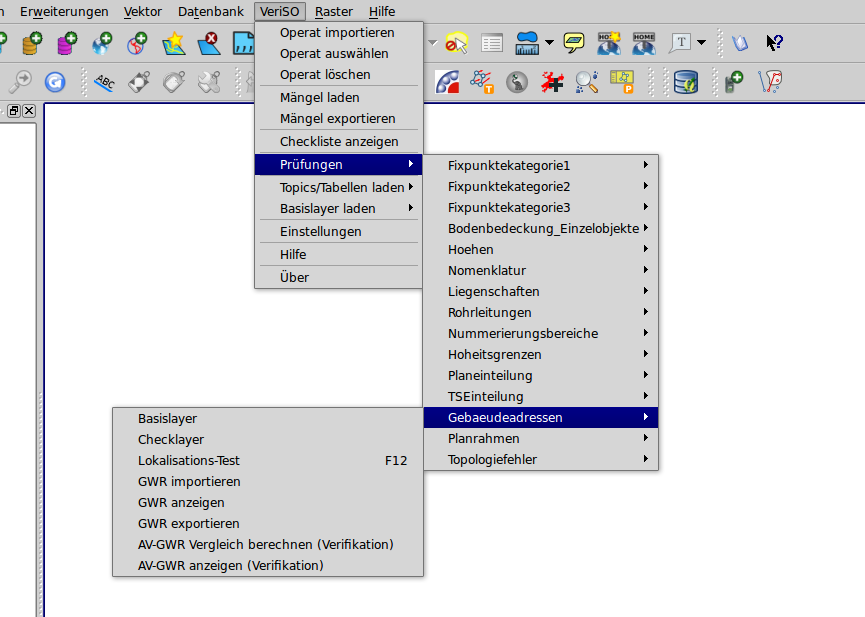 Erweiterungen Vektor Datenbank VeriSO Raster Hilfe
Operat importieren
Operat auswählen
Operat löschen
Mängel laden
Mängel exportieren
Checkliste anzeigen
Prüfungen
Topics/Tabellen laden
Basislayer laden
Einstellungen
Hilfe
Über
Fixpunktekategorie1
Fixpunktekategorie2
Fixpunktekategorie3
Bodenbedeckung_Einzelobjekte
Hoehen
Nomenklatur
Liegenschaften
Rohrleitungen
Nummerierungsbereiche
Hoheitsgrenzen
Planeinteilung
TSEinteilung
Gebaeudeadressen
Planrahmen
Topologiefehler
Basislayer
Checklayer
Lokalisations-Test F12
GWR importieren
GWR anzeigen
GWR exportieren
AV-GWR Vergleich berechnen (Verifikation)
AV-GWR anzeigen (Verifikation)